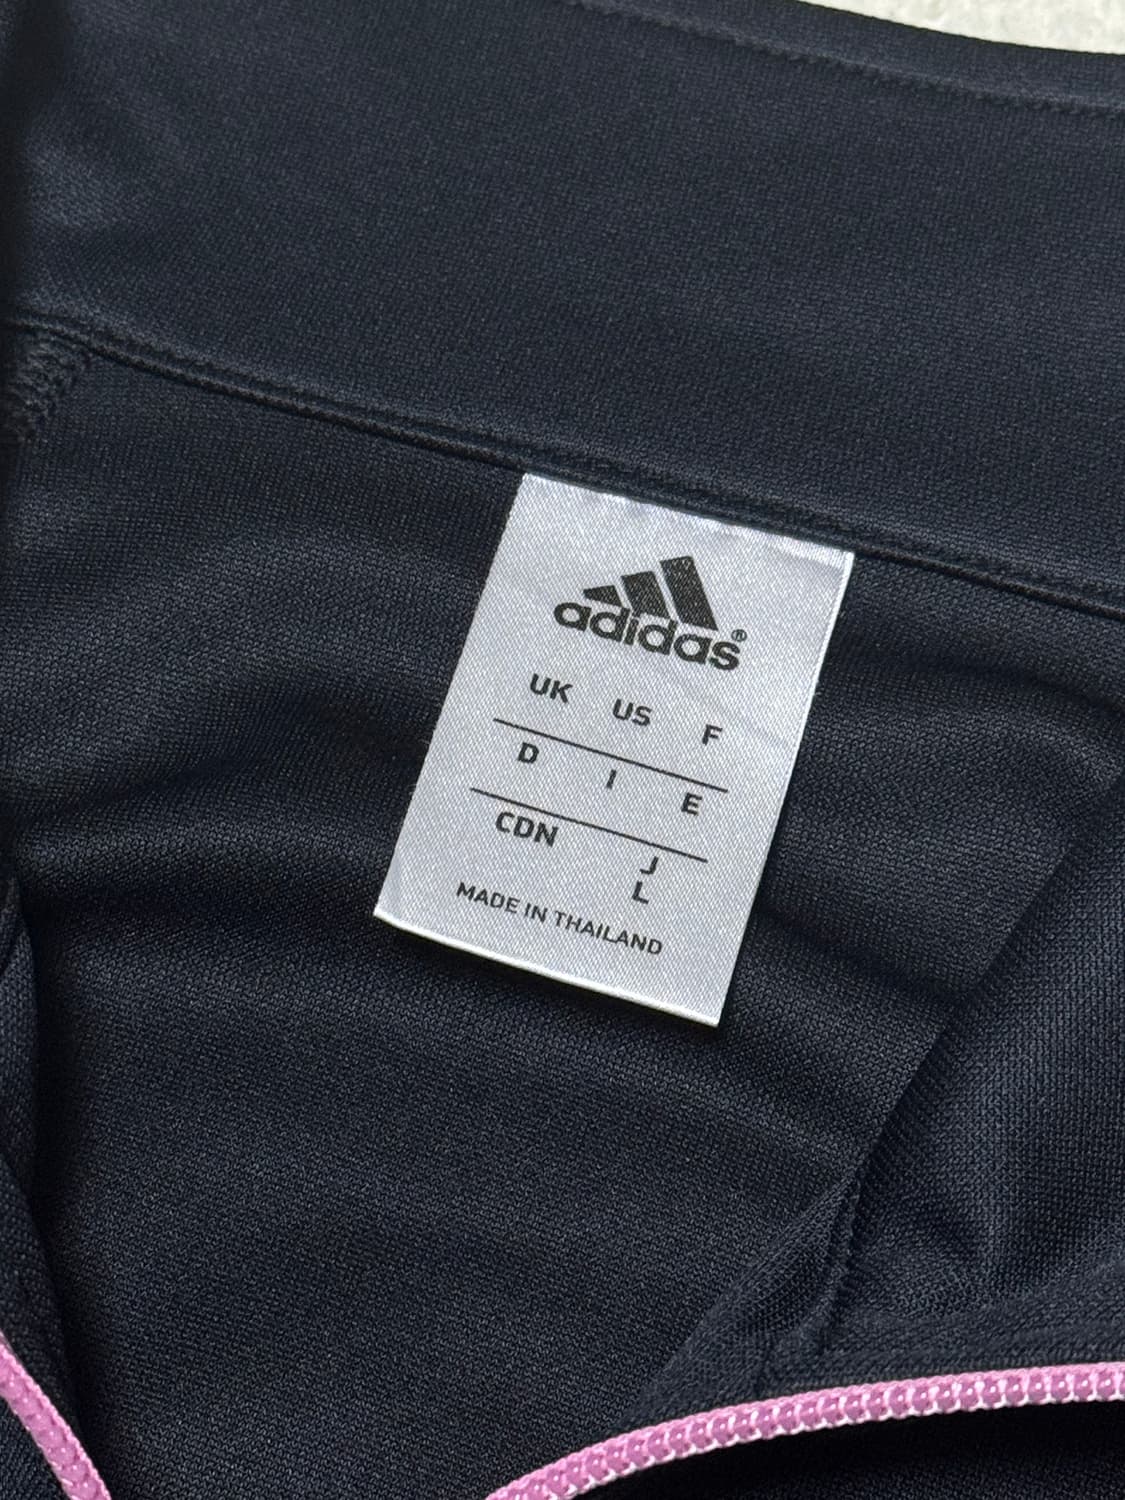 adidas®
UK US F
D I E
CDN J
L
MADE IN THAILAND